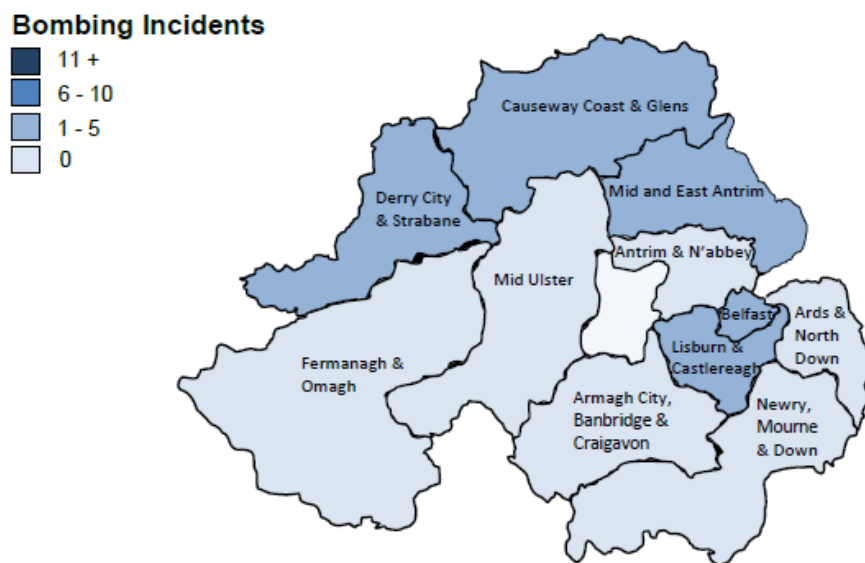 Bombing Incidents
11 +
6 - 10
1 - 5
0
Causeway Coast & Glens
Derry City
& Strabane
Mid and East Antrim
Antrim & N'abbey
Mid Ulster
Belfast
Ards &
North
Down
Lisburn &
Castlereagh
Fermanagh &
Omagh
Armagh City,
Banbridge &
Craigavon
Newry,
Mourne
& Down